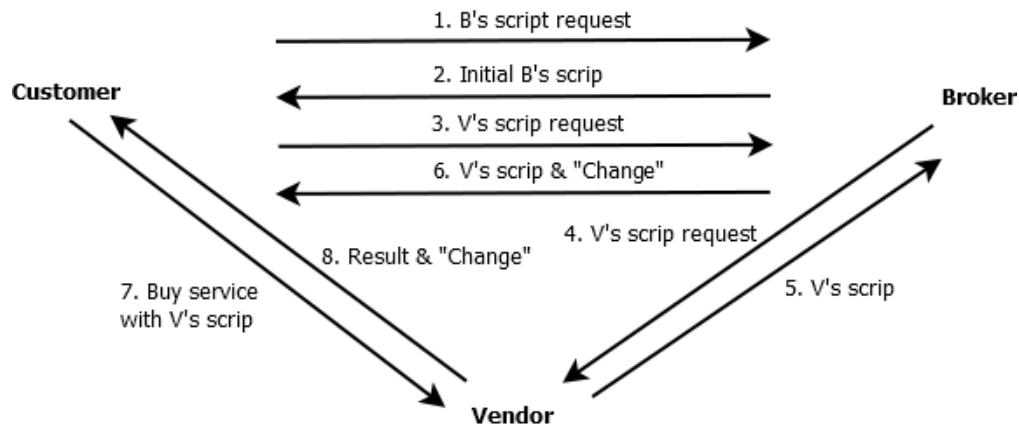 1. B's script request
2. Initial B's scrip
Customer
Broker
3. V's scrip request
6. V's scrip & "Change"
4. V's scrip request
8. Result & "Change"
7. Buy service
with V's scrip
5. V's scrip
Vendor